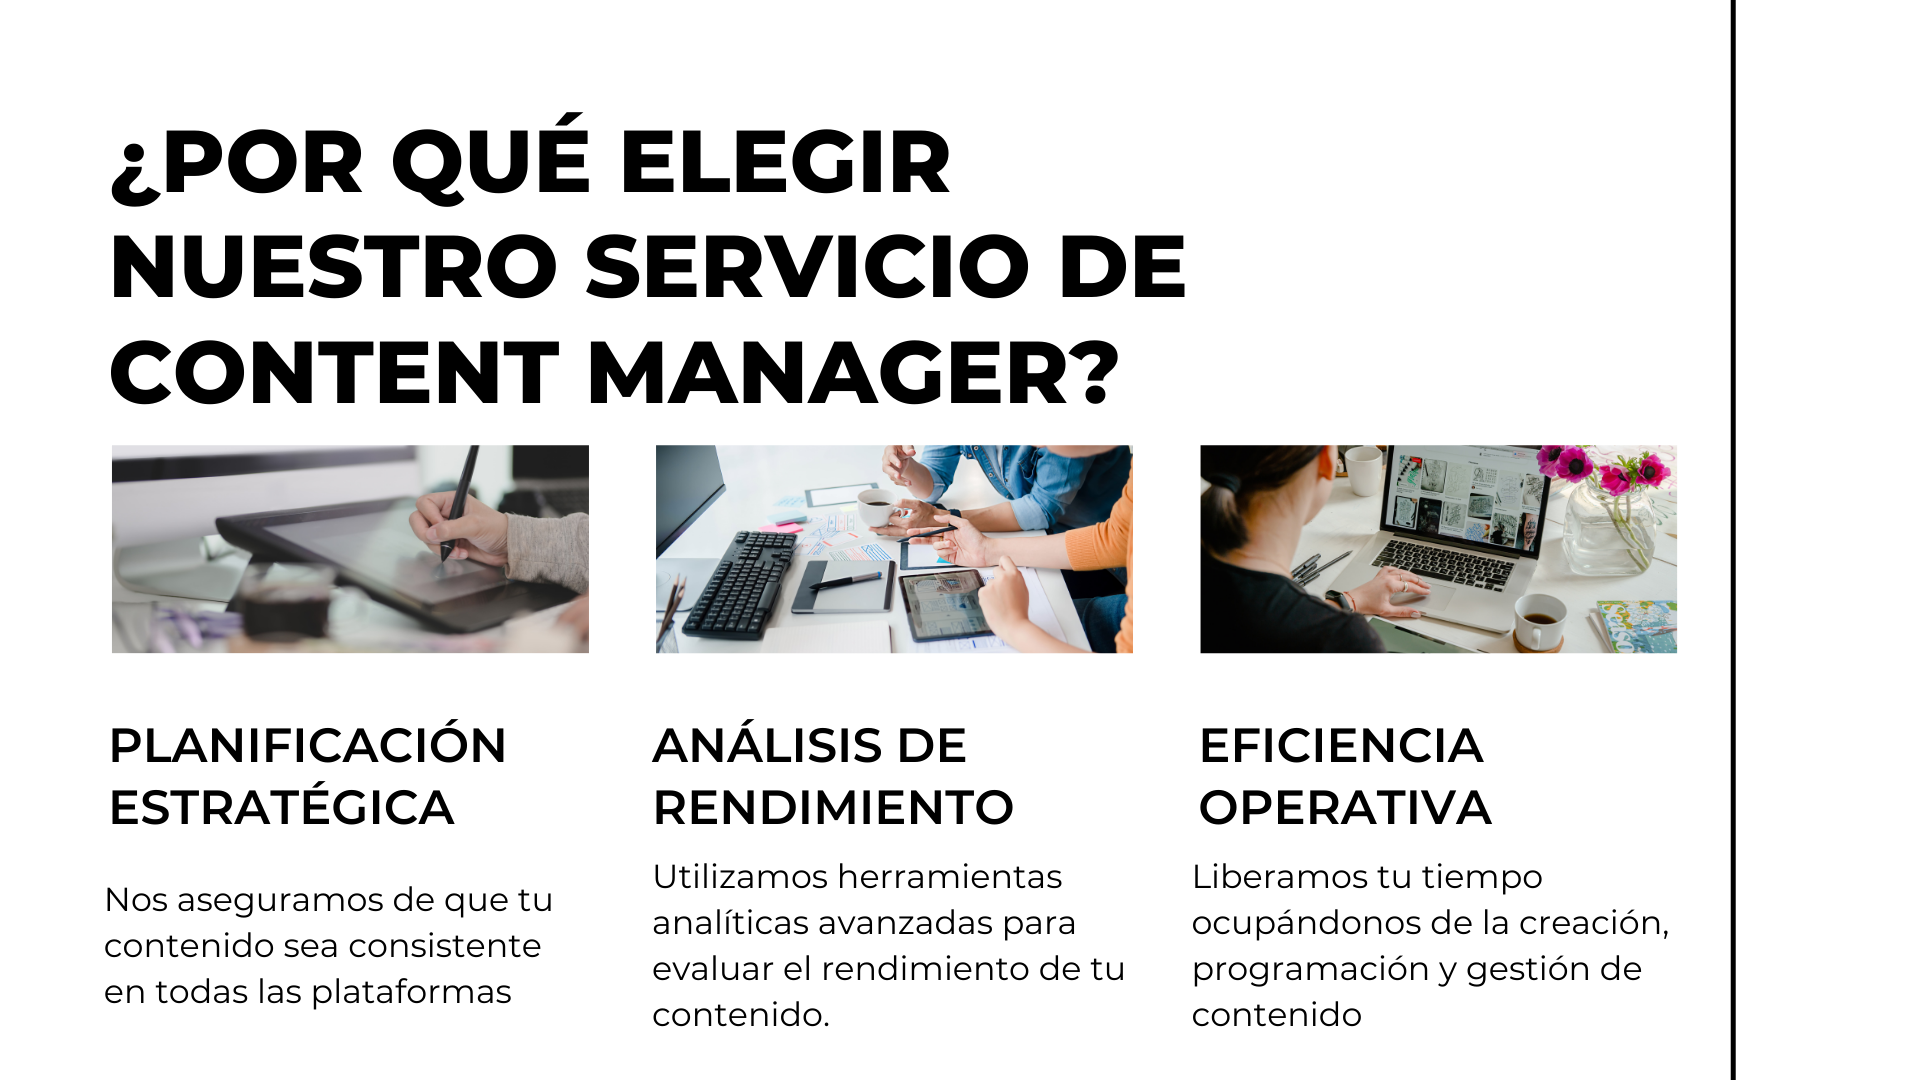 ¿POR QUÉ ELEGIR
NUESTRO SERVICIO DE
CONTENT MANAGER?
PLANIFICACIÓN
ESTRATÉGICA
Nos aseguramos de que tu
contenido sea consistente
en todas las plataformas
ANÁLISIS DE
RENDIMIENTO
Utilizamos herramientas
analíticas avanzadas para
evaluar el rendimiento de tu
contenido.
EFICIENCIA
OPERATIVA
Liberamos tu tiempo
ocupándonos de la creación,
programación y gestión de
contenido